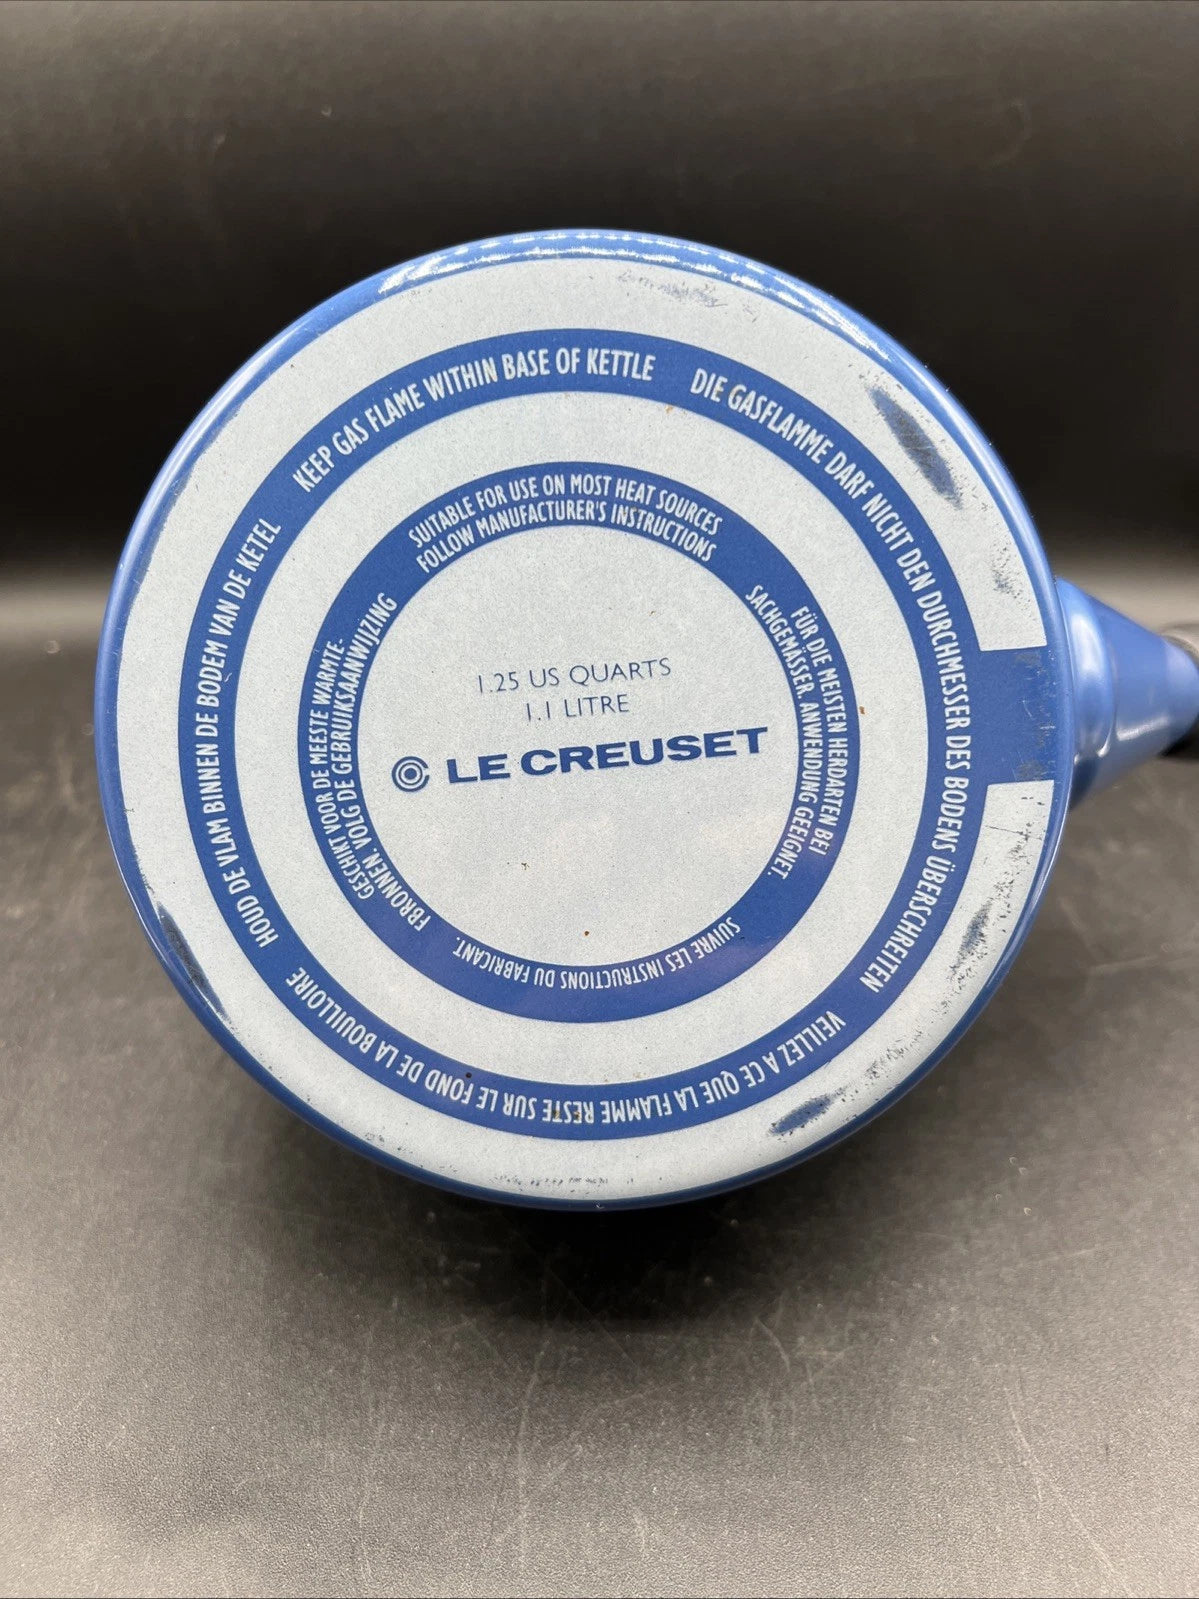 KEEP GAS FLAME WITHIN BASE OF KETTLE
DIE GASFLAMME DARF NICHT DEN DURCHMESSER DES BODENS ÜBERSCHREITEN
VEILLEZ A CE QUE LA FLAMME RESTE SUR LE FOND DE LA BOUILLOIRE
HOUD DE VLAM BINNEN DE BODEM VAN DE KETEL
SUITABLE FOR USE ON MOST HEAT SOURCES
FOLLOW MANUFACTURER'S INSTRUCTIONS
FÜR DIE MEISTEN HERDARTEN BEI
SACHGEMÄSSER. ANWENDUNG GEEIGNET.
SUIVRE LES INSTRUCTIONS DU FABRICANT.
GESCHIKT VOOR DE MEESTE WARMTE-
FBRONNEN. VOLG DE GEBRUIKSAANWIJZING
1.25 US QUARTS
1.1 LITRE
LE CREUSET